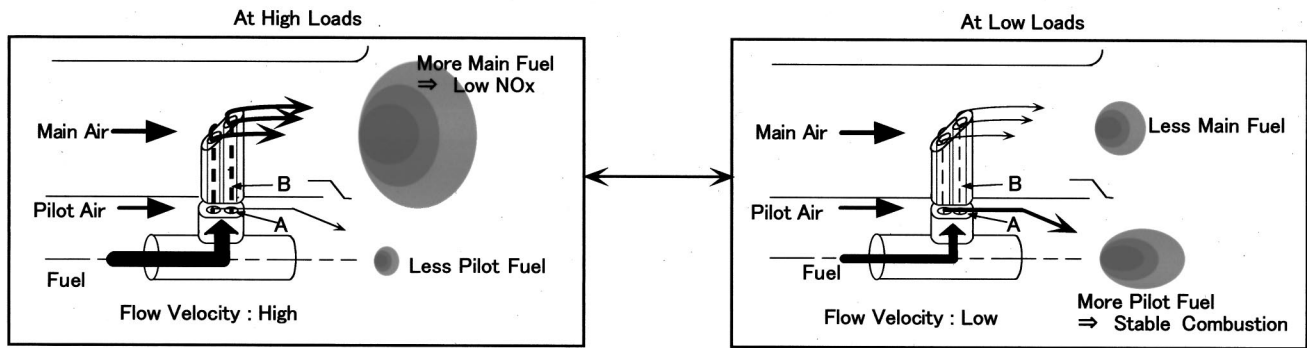 At High Loads
More Main Fuel
⇒ Low NOx
Main Air
B
Pilot Air
A
Less Pilot Fuel
Fuel
Flow Velocity : High
At Low Loads
Main Air
Less Main Fuel
B
Pilot Air
A
Fuel
More Pilot Fuel
⇒ Stable Combustion
Flow Velocity : Low